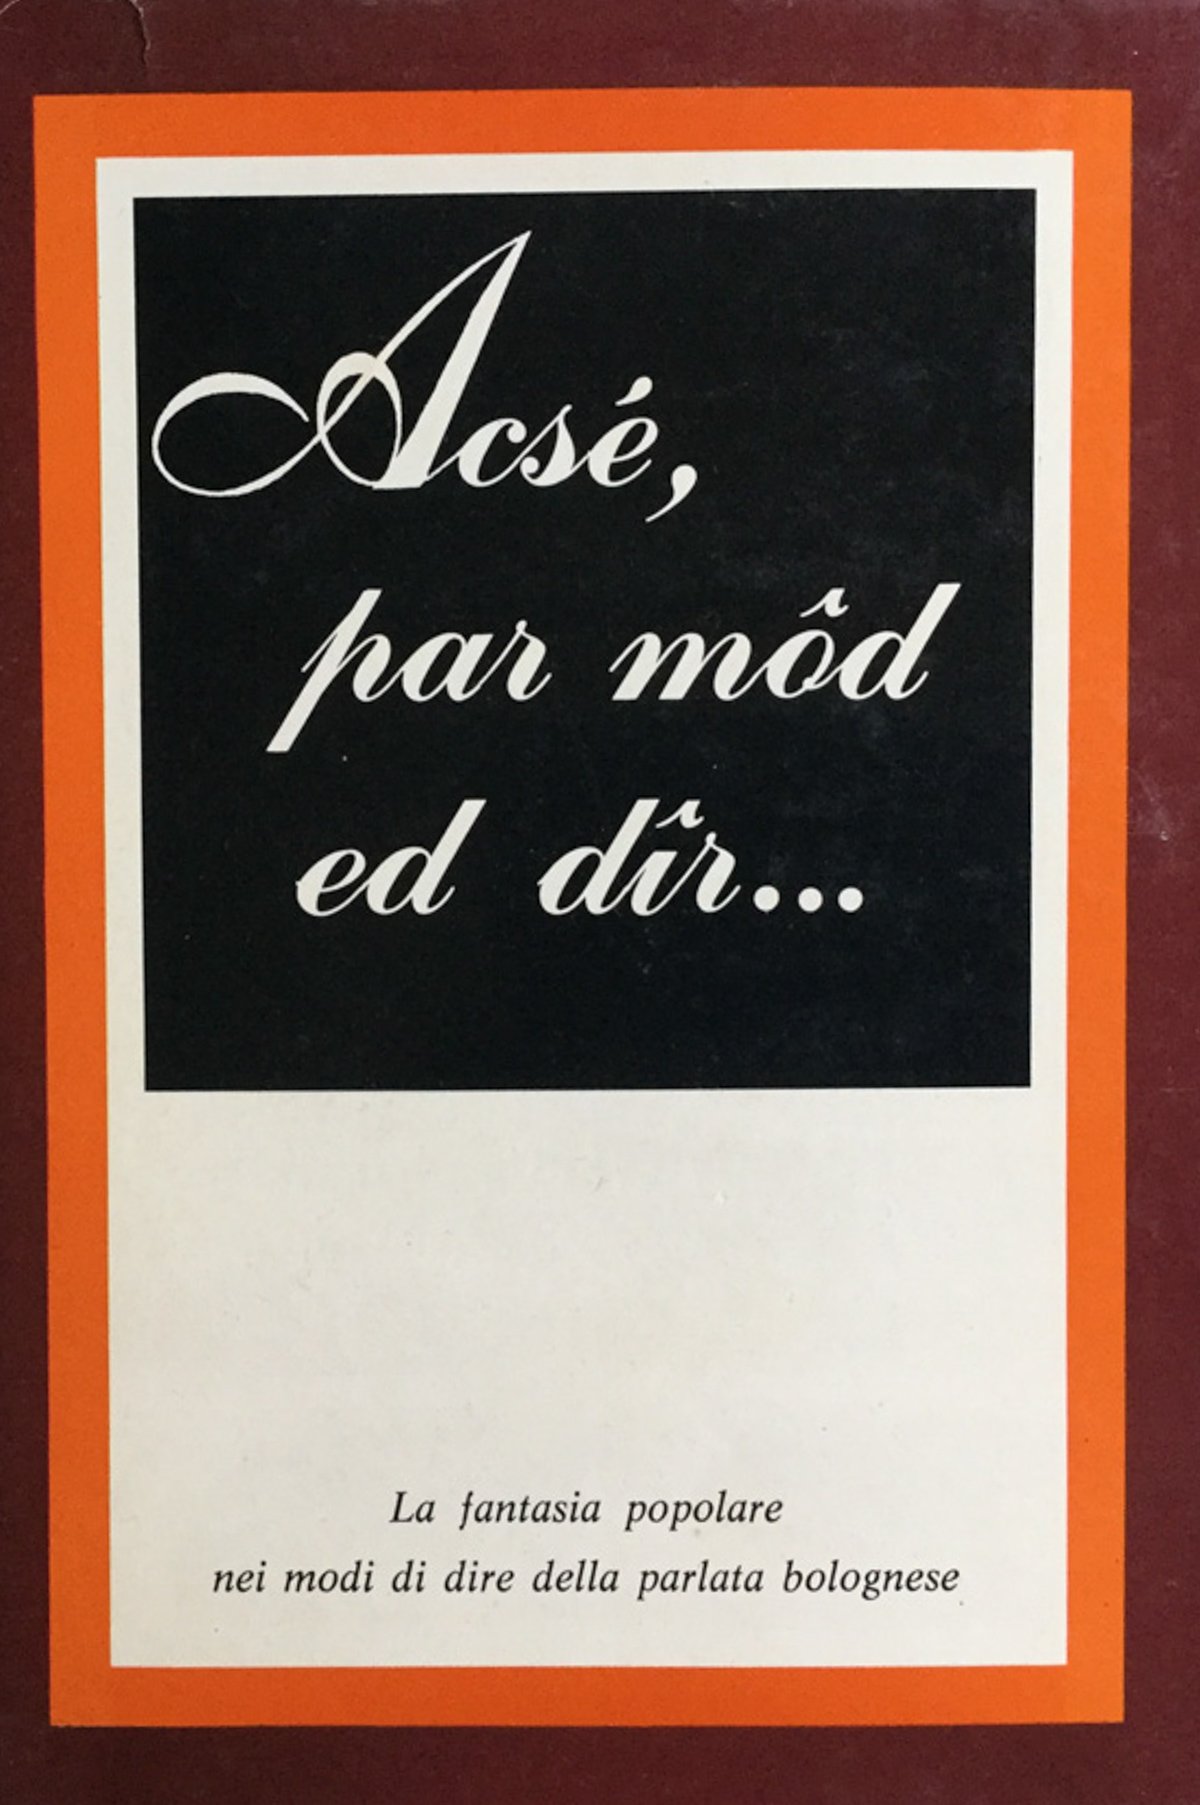 Acsé,
par môd
ed dîr...
La fantasia popolare
nei modi di dire della parlata bolognese